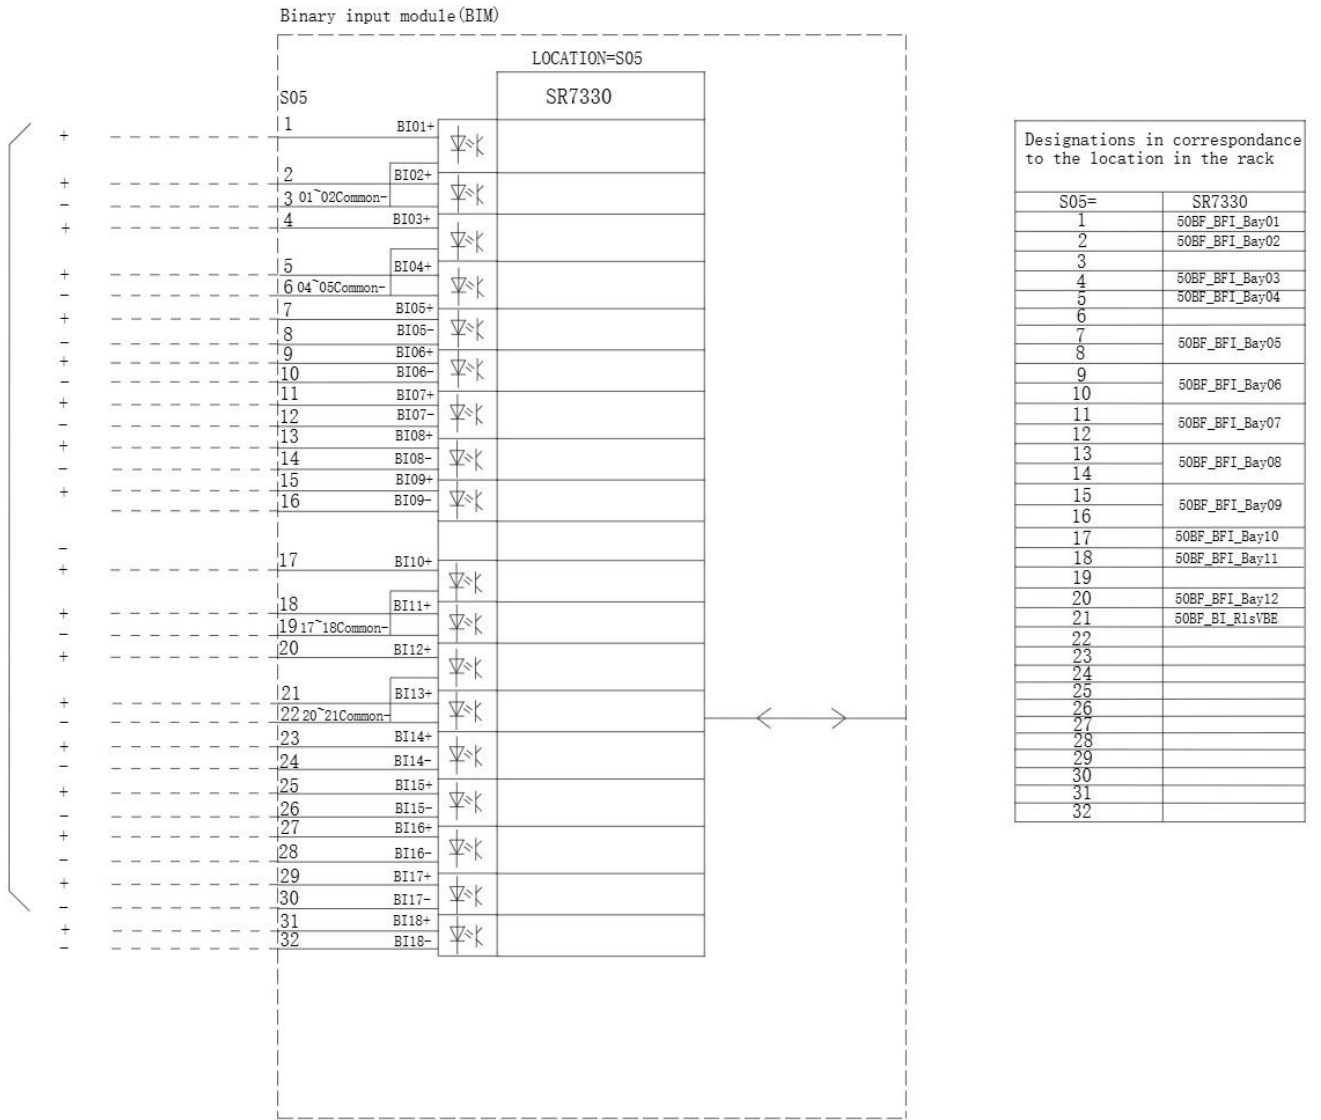 Binary input module(BIM)
LOCATION=S05
S05
SR7330
+ 1 BI01+
+ 2 BI02+
- 3 01~02Common-
+ 4 BI03+
+ 5 BI04+
- 6 04~05Common-
+ 7 BI05+
- 8 BI05-
+ 9 BI06+
- 10 BI06-
+ 11 BI07+
- 12 BI07-
+ 13 BI08+
- 14 BI08-
+ 15 BI09+
16 BI09-
-
+ 17 BI10+
+ 18 BI11+
- 19 17~18Common-
+ 20 BI12+
+ 21 BI13+
- 22 20~21Common-
+ 23 BI14+
- 24 BI14-
+ 25 BI15+
- 26 BI15-
+ 27 BI16+
- 28 BI16-
+ 29 BI17+
- 30 BI17-
+ 31 BI18+
- 32 BI18-
Designations in correspondance
to the location in the rack
S05= SR7330
1 50BF_BFI_Bay01
2 50BF_BFI_Bay02
3
4 50BF_BFI_Bay03
5 50BF_BFI_Bay04
6
7
50BF_BFI_Bay05
8
9
50BF_BFI_Bay06
10
11
50BF_BFI_Bay07
12
13
50BF_BFI_Bay08
14
15
50BF_BFI_Bay09
16
17 50BF_BFI_Bay10
18 50BF_BFI_Bay11
19
20 50BF_BFI_Bay12
21 50BF_BI_RlsVBE
22
23
24
25
26
27
28
29
30
31
32